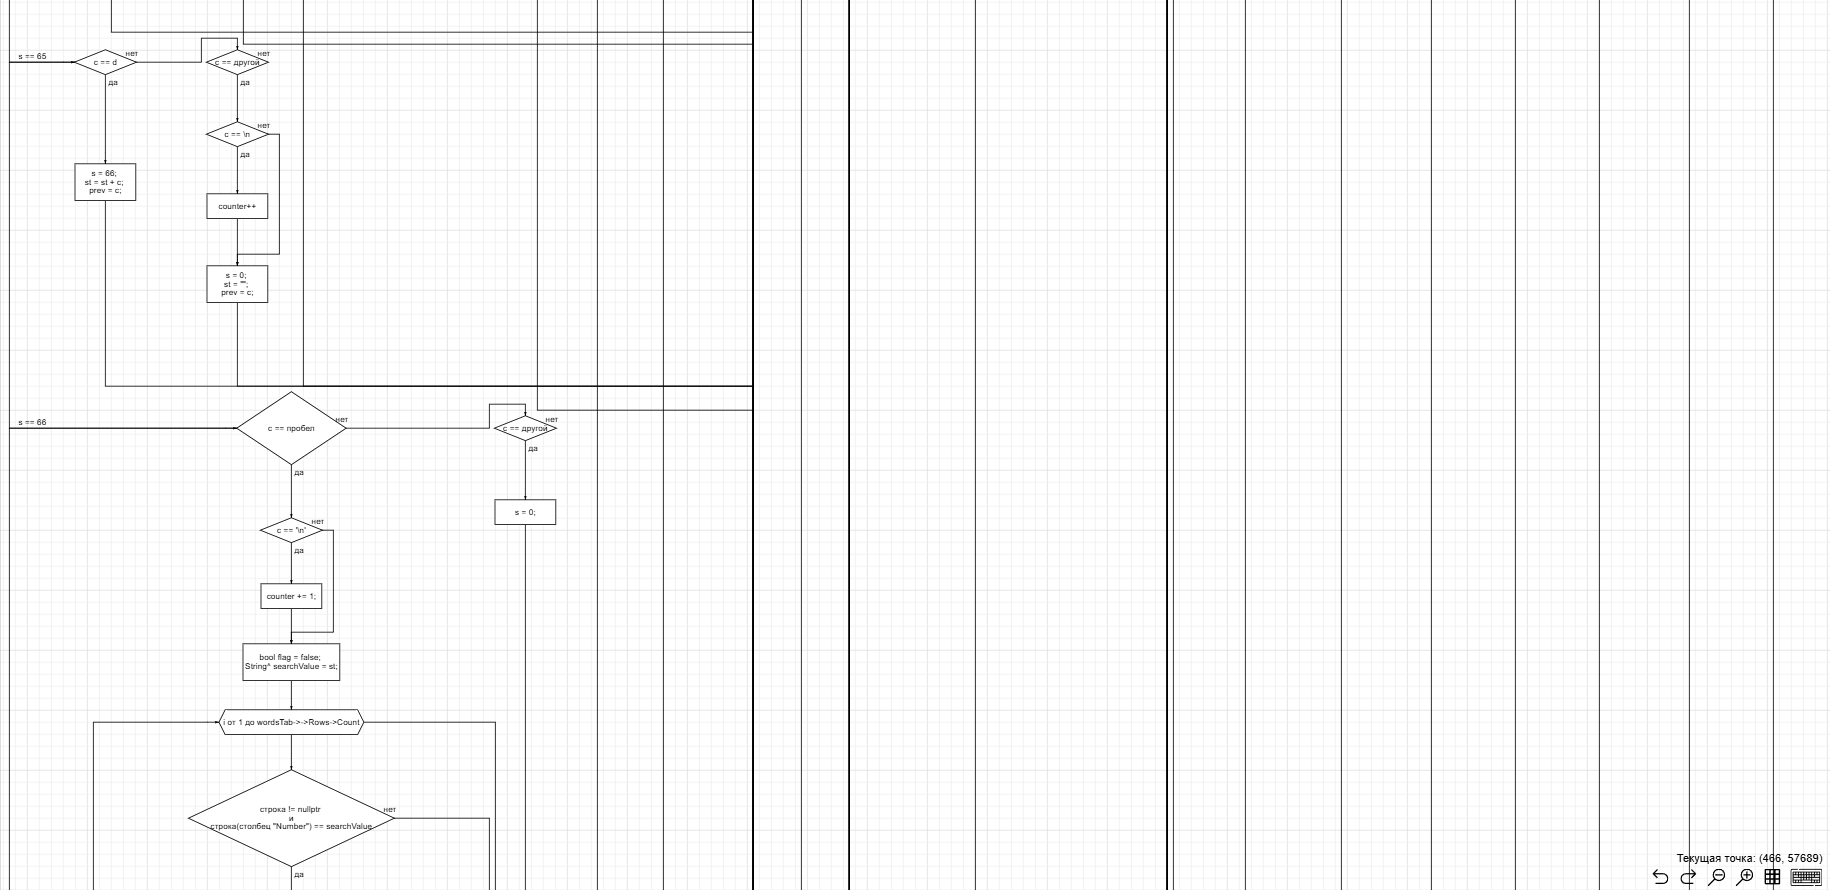 s == 65
c == d
нет
да
c == другой
нет
да
c == \n
нет
да
s = 66;
st = st + c;
prev = c;
counter++
s = 0;
st = "";
prev = c;
s == 66
c == пробел
нет
да
c == другой
нет
да
s = 0;
c == '\n'
нет
да
counter += 1;
bool flag = false;
String^ searchValue = st;
i от 1 до wordsTab->->Rows->Count
строка != nullptr
и
строка(столбец "Number") == searchValue
нет
да
Текущая точка: (466, 57689)